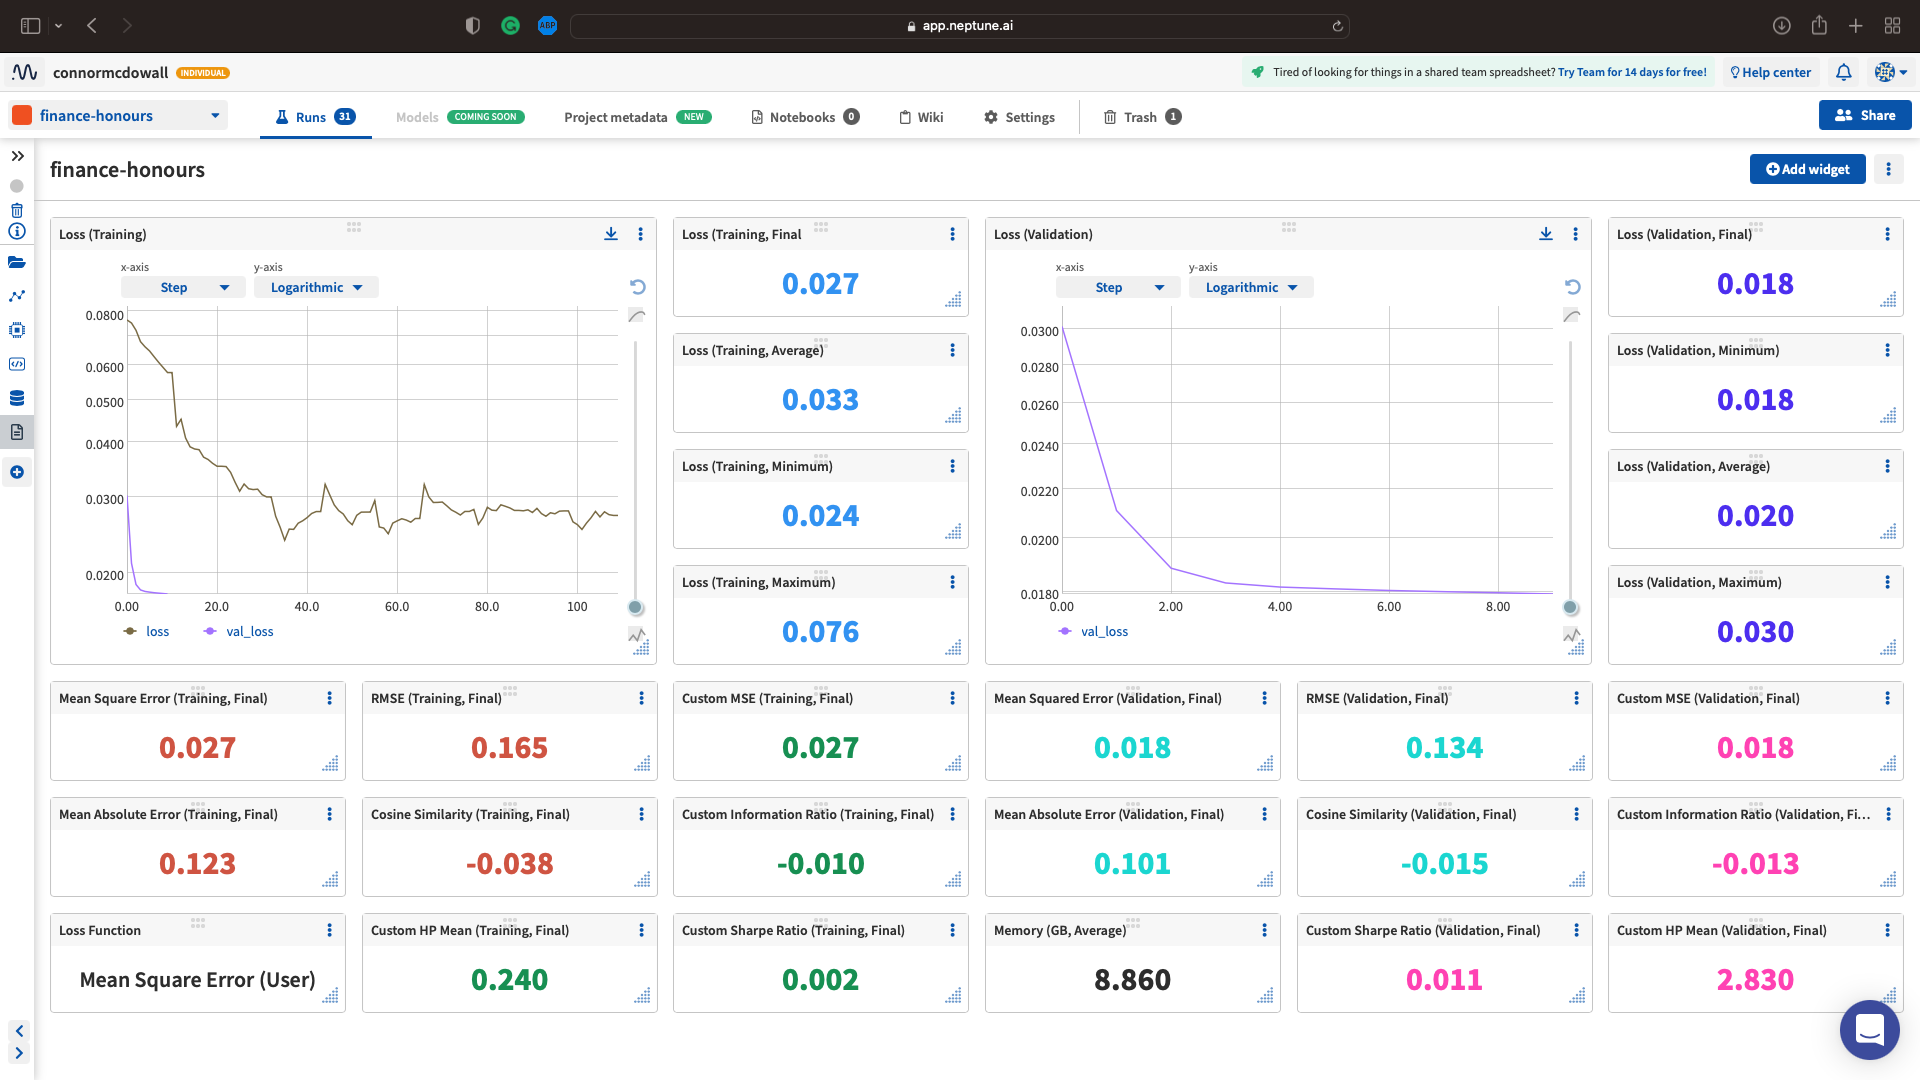 ABP
app.neptune.ai
connormcdowall INDIVIDUAL
Tired of looking for things in a shared team spreadsheet? Try Team for 14 days for free!
Help center
finance-honours
Runs 31
Models COMING SOON
Project metadata NEW
Notebooks 0
Wiki
Settings
Trash 1
Share
finance-honours
Add widget
Loss (Training)
x-axis
y-axis
Step
Logarithmic
0.0800
0.0600
0.0500
0.0400
0.0300
0.0200
0.00 20.0 40.0 60.0 80.0 100
loss val_loss
Loss (Training, Final
0.027
Loss (Training, Average)
0.033
Loss (Training, Minimum)
0.024
Loss (Training, Maximum)
0.076
Loss (Validation)
x-axis
y-axis
Step
Logarithmic
0.0300
0.0280
0.0260
0.0240
0.0220
0.0200
0.0180
0.00 2.00 4.00 6.00 8.00
val_loss
Loss (Validation, Final)
0.018
Loss (Validation, Minimum)
0.018
Loss (Validation, Average)
0.020
Loss (Validation, Maximum)
0.030
Mean Square Error (Training, Final)
0.027
RMSE (Training, Final)
0.165
Custom MSE (Training, Final)
0.027
Mean Squared Error (Validation, Final)
0.018
RMSE (Validation, Final)
0.134
Custom MSE (Validation, Final)
0.018
Mean Absolute Error (Training, Final)
0.123
Cosine Similarity (Training, Final)
-0.038
Custom Information Ratio (Training, Final)
-0.010
Mean Absolute Error (Validation, Final)
0.101
Cosine Similarity (Validation, Final)
-0.015
Custom Information Ratio (Validation, Fi...
-0.013
Loss Function
Mean Square Error (User)
Custom HP Mean (Training, Final)
0.240
Custom Sharpe Ratio (Training, Final)
0.002
Memory (GB, Average)
8.860
Custom Sharpe Ratio (Validation, Final)
0.011
Custom HP Mean (Validation, Final)
2.830